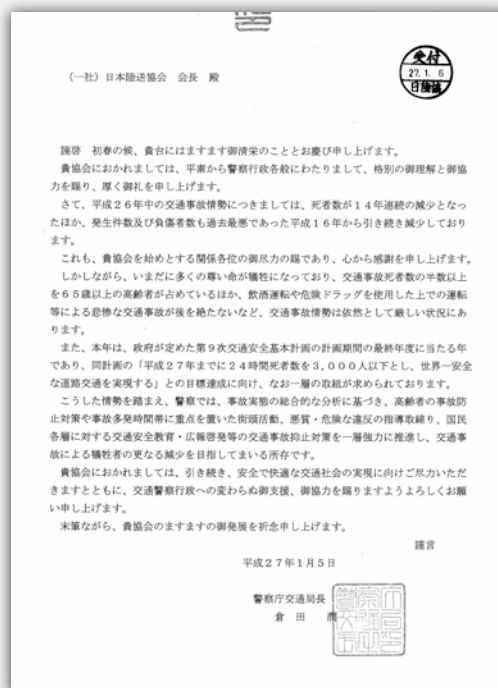 受付
27.1.6
日陸協
(一社)日本陸送協会 会長 殿
謹啓 初春の候、貴台にはますます御清栄のこととお慶び申し上げます。
貴協会におかれましては、平素から警察行政各般にわたりまして、格別の御理解と御協
力を賜り、厚く御礼を申し上げます。
さて、平成26年中の交通事故情勢につきましては、死者数が14年連続の減少となっ
たほか、発生件数及び負傷者数も過去最悪であった平成16年から引き続き減少しており
ます。
これも、貴協会を始めとする関係各位の御尽力の賜であり、心から感謝を申し上げます。
しかしながら、いまだに多くの尊い命が犠牲になっており、交通事故死者数の半数以上
を65歳以上の高齢者が占めているほか、飲酒運転や危険ドラッグを使用した上での運転
等による悲惨な交通事故が後を絶たないなど、交通事故情勢は依然として厳しい状況にあ
ります。
また、本年は、政府が定めた第9次交通安全基本計画の計画期間の最終年度に当たる年
であり、同計画の「平成27年までに24時間死者数を3,000人以下とし、世界一安全
な道路交通を実現する」との目標達成に向け、なお一層の取組が求められております。
こうした情勢を踏まえ、警察では、事故実態の総合的な分析に基づき、高齢者の事故防
止対策や事故多発時間帯に重点を置いた街頭活動、悪質・危険な違反の指導取締り、国民
各層に対する交通安全教育・広報啓発等の交通事故抑止対策を一層強力に推進し、交通事
故による犠牲者の更なる減少を目指してまいる所存です。
貴協会におかれましては、引き続き、安全で快適な交通社会の実現に向けご尽力いただ
きますとともに、交通警察行政への変わらぬ御支援、御協力を賜りますようよろしくお願
い申し上げます。
末筆ながら、貴協会のますますの御発展を祈念申し上げます。
謹言
平成27年1月5日
警察庁交通局長
倉田 潤